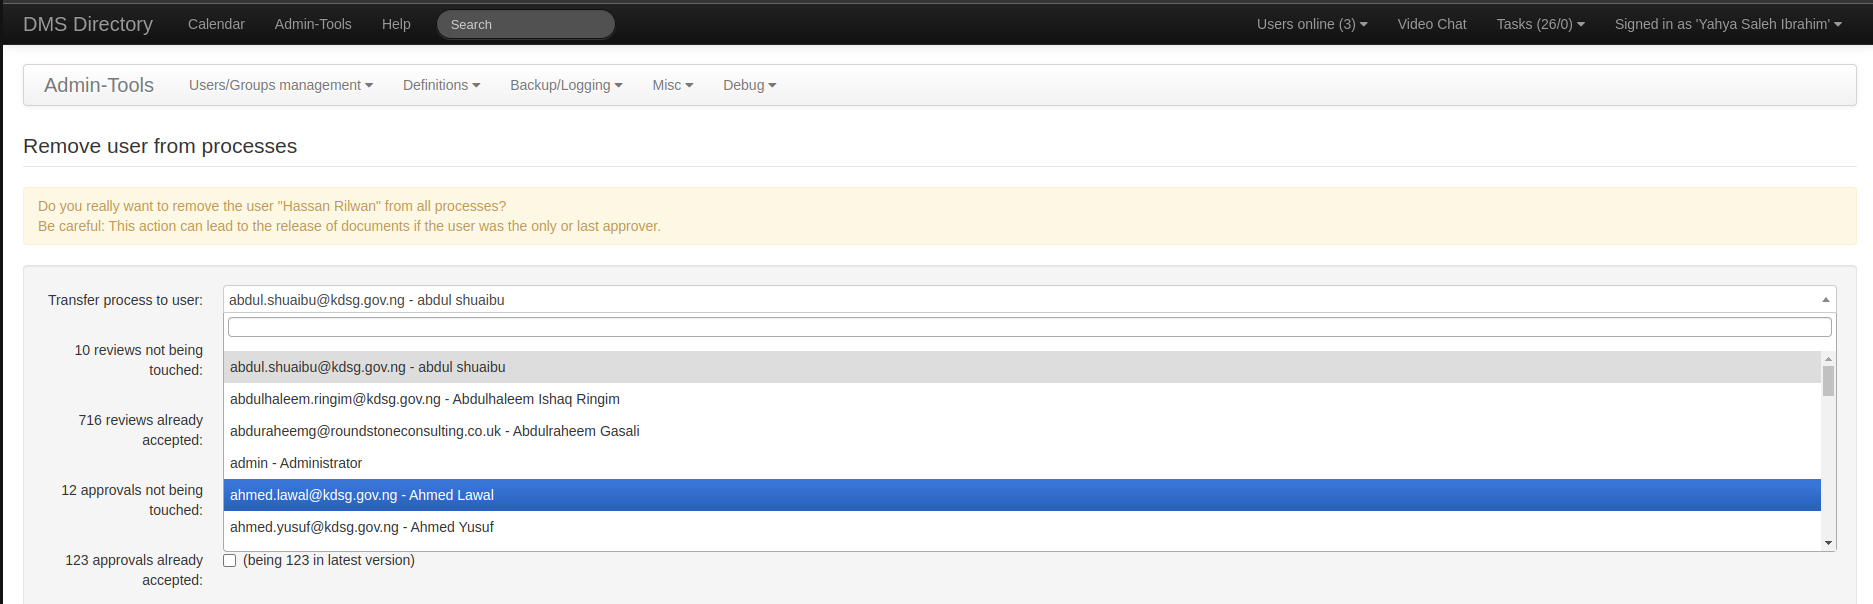 DMS Directory Calendar Admin-Tools Help Search Users online (3) Video Chat Tasks (26/0) Signed in as 'Yahya Saleh Ibrahim'
Admin-Tools Users/Groups management Definitions Backup/Logging Misc Debug
Remove user from processes
Do you really want to remove the user "Hassan Rilwan" from all processes?
Be careful: This action can lead to the release of documents if the user was the only or last approver.
Transfer process to user: abdul.shuaibu@kdsg.gov.ng - abdul shuaibu
10 reviews not being
touched:
abdul.shuaibu@kdsg.gov.ng - abdul shuaibu
abdulhaleem.ringim@kdsg.gov.ng - Abdulhaleem Ishaq Ringim
716 reviews already
accepted:
abduraheemg@roundstoneconsulting.co.uk - Abdulraheem Gasali
admin - Administrator
12 approvals not being
touched:
ahmed.lawal@kdsg.gov.ng - Ahmed Lawal
ahmed.yusuf@kdsg.gov.ng - Ahmed Yusuf
123 approvals already
accepted:
(being 123 in latest version)